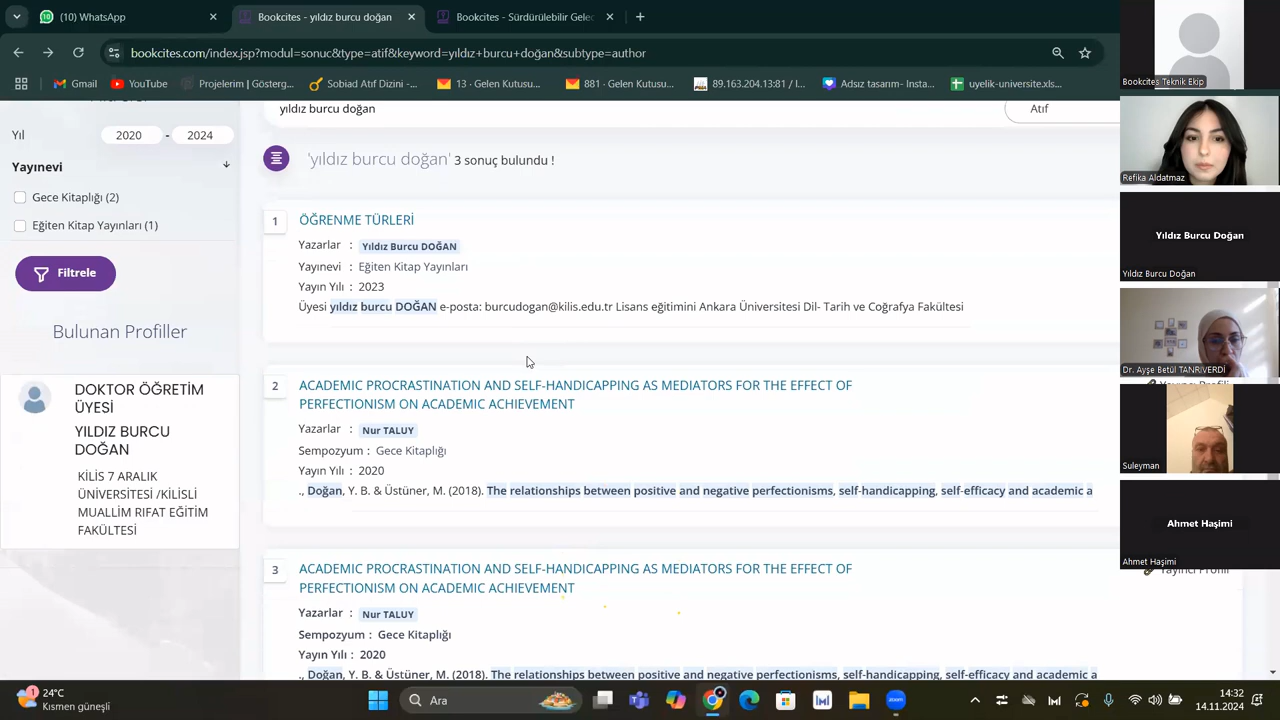 (10) WhatsApp
Bookcites - yıldız burcu doğan
Bookcites - Sürdürülebilir Gelec
bookcites.com/index.jsp?modul=sonuc-atif&keyword=yıldız+burcu+doğan&subtype=author
Gmail
YouTube
Projelerim | Gösterg...
Sobiad Atıf Dizini -...
138 - Gelen Kutusu...
881 - Gelen Kutusu...
89.163.204.13:81 / l...
Adsız tasarım - Insta...
uyelik-universite.xls...
yıldız burcu doğan
Atıf
Yıl
2020 - 2024
Yayınevi
Gece Kitaplığı (2)
Eğiten Kitap Yayınları (1)
Filtrele
Bulunan Profiller
DOKTOR ÖĞRETİM
ÜYESİ
YILDIZ BURCU
DOĞAN
KİLİS 7 ARALIK
ÜNİVERSİTESİ /KİLİSLİ
MUALLİM RIFAT EĞİTİM
FAKÜLTESİ
'yıldız burcu doğan' 3 sonuç bulundu !
1
ÖĞRENME TÜRLERİ
Yazarlar : Yıldız Burcu DOĞAN
Yayınevi : Eğiten Kitap Yayınları
Yayın Yılı : 2023
Üyesi yıldız burcu DOĞAN e-posta: burcudogan@kilis.edu.tr Lisans eğitimini Ankara Üniversitesi Dil- Tarih ve Coğrafya Fakültesi
2
ACADEMIC PROCRASTINATION AND SELF-HANDICAPPING AS MEDIATORS FOR THE EFFECT OF
PERFECTIONISM ON ACADEMIC ACHIEVEMENT
Yazarlar : Nur TALUY
Sempozyum : Gece Kitaplığı
Yayın Yılı : 2020
., Doğan, Y. B. & Üstüner, M. (2018). The relationships between positive and negative perfectionisms, self-handicapping, self-efficacy and academic a
3
ACADEMIC PROCRASTINATION AND SELF-HANDICAPPING AS MEDIATORS FOR THE EFFECT OF
PERFECTIONISM ON ACADEMIC ACHIEVEMENT
Yazarlar : Nur TALUY
Sempozyum : Gece Kitaplığı
Yayın Yılı : 2020
., Doğan, Y. B. & Üstüner, M. (2018). The relationships between positive and negative perfectionisms, self-handicapping, self-efficacy and academic a
Bookcites Teknik Ekip
Refika Aldatmaz
Yıldız Burcu Doğan
Yıldız Burcu Doğan
Dr. Ayşe Betül TANRIVERDİ
Suleyman
Ahmet Haşimi
Ahmet Haşimi
1
24°C
Kısmen güneşli
Ara
zoom
14:32
14.11.2024